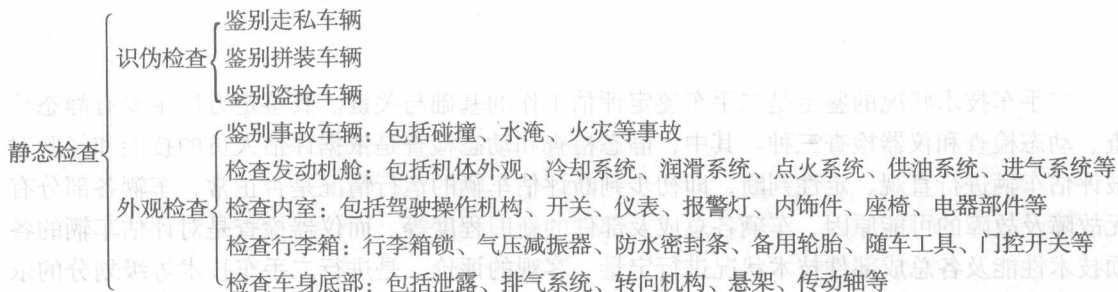 静态检查
识伪检查
鉴别走私车辆
鉴别拼装车辆
鉴别盗抢车辆
外观检查
鉴别事故车辆：包括碰撞、水淹、火灾等事故
检查发动机舱：包括机体外观、冷却系统、润滑系统、点火系统、供油系统、进气系统等
检查内室：包括驾驶操作机构、开关、仪表、报警灯、内饰件、座椅、电器部件等
检查行李箱：行李箱锁、气压减振器、防水密封条、备用轮胎、随车工具、门控开关等
检查车身底部：包括泄露、排气系统、转向机构、悬架、传动轴等